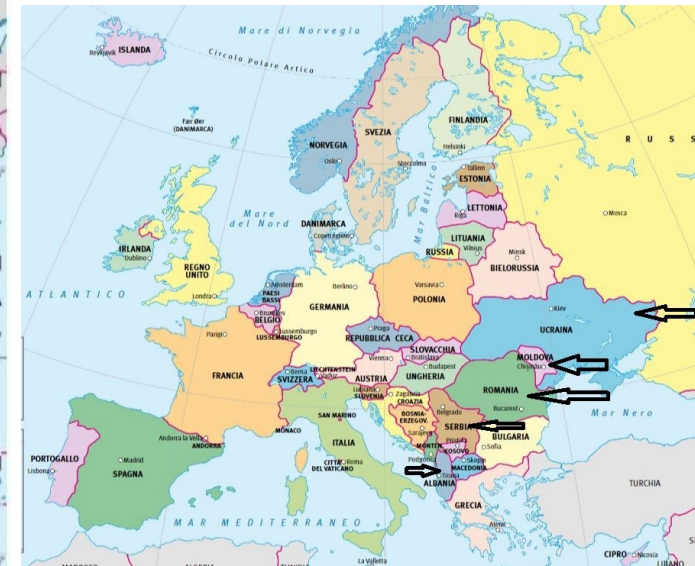 Mare di Norvegia
ISLANDA
Reykjavík
Circolo Polare Artico
Fær Øer
(DANIMARCA)
NORVEGIA
Oslo
SVEZIA
Stoccolma
FINLANDIA
Helsinki
Tallinn
ESTONIA
LETTONIA
Riga
LITUANIA
Vilnius
RUSSIA
RUSS
Mosca
Mar Baltico
Mare
del Nord
DANIMARCA
Copenaghen
IRLANDA
Dublino
REGNO
UNITO
Londra
ATLANTICO
Amsterdam
PAESI
BASSI
Bruxelles
BELGIO
Lussemburgo
LUSSEMBURGO
Berlino
GERMANIA
Varsavia
POLONIA
Minsk
BIELORUSSIA
Kiev
UCRAINA
Praga
REPUBBLICA CECA
SLOVACCHIA
Bratislava
Vienna
AUSTRIA
Budapest
UNGHERIA
MOLDOVA
Chişinău
ROMANIA
Bucarest
Parigi
FRANCIA
Berna
SVIZZERA
LIECHTENSTEIN
Vaduz
Lubiana
SLOVENIA
Zagabria
CROAZIA
BOSNIA-
ERZEGOV.
Sarajevo
Belgrado
SERBIA
MONTEN.
Podgorica
Pristina
KOSOVO
Sofia
BULGARIA
Skopje
MACEDONIA
Tirana
ALBANIA
GRECIA
Atene
Mar Nero
TURCHIA
SAN MARINO
MONACO
ITALIA
CITTÀ
DEL VATICANO
Roma
Andorra la Vella
ANDORRA
PORTOGALLO
Lisbona
Madrid
SPAGNA
MAR MEDITERRANEO
La Valletta
CIPRO
Nicosia
LIBANO